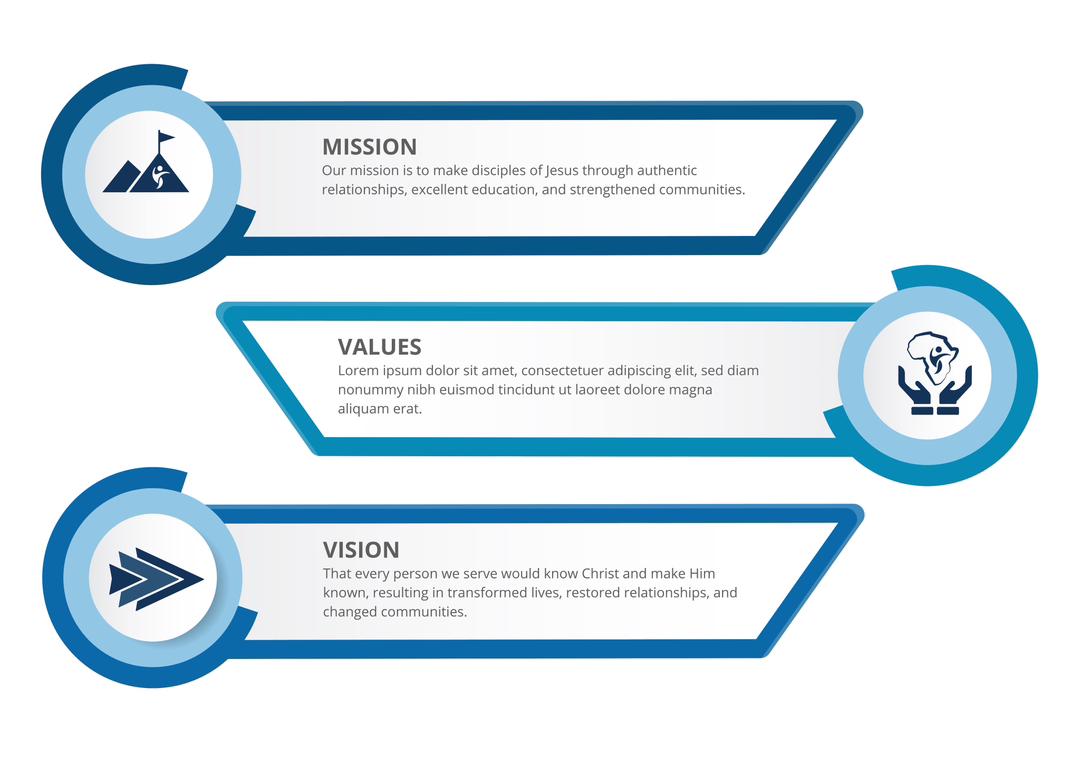 MISSION
Our mission is to make disciples of Jesus through authentic
relationships, excellent education, and strengthened communities.
VALUES
Lorem ipsum dolor sit amet, consectetuer adipiscing elit, sed diam
nonummy nibh euismod tincidunt ut laoreet dolore magna
aliquam erat.
VISION
That every person we serve would know Christ and make Him
known, resulting in transformed lives, restored relationships, and
changed communities.